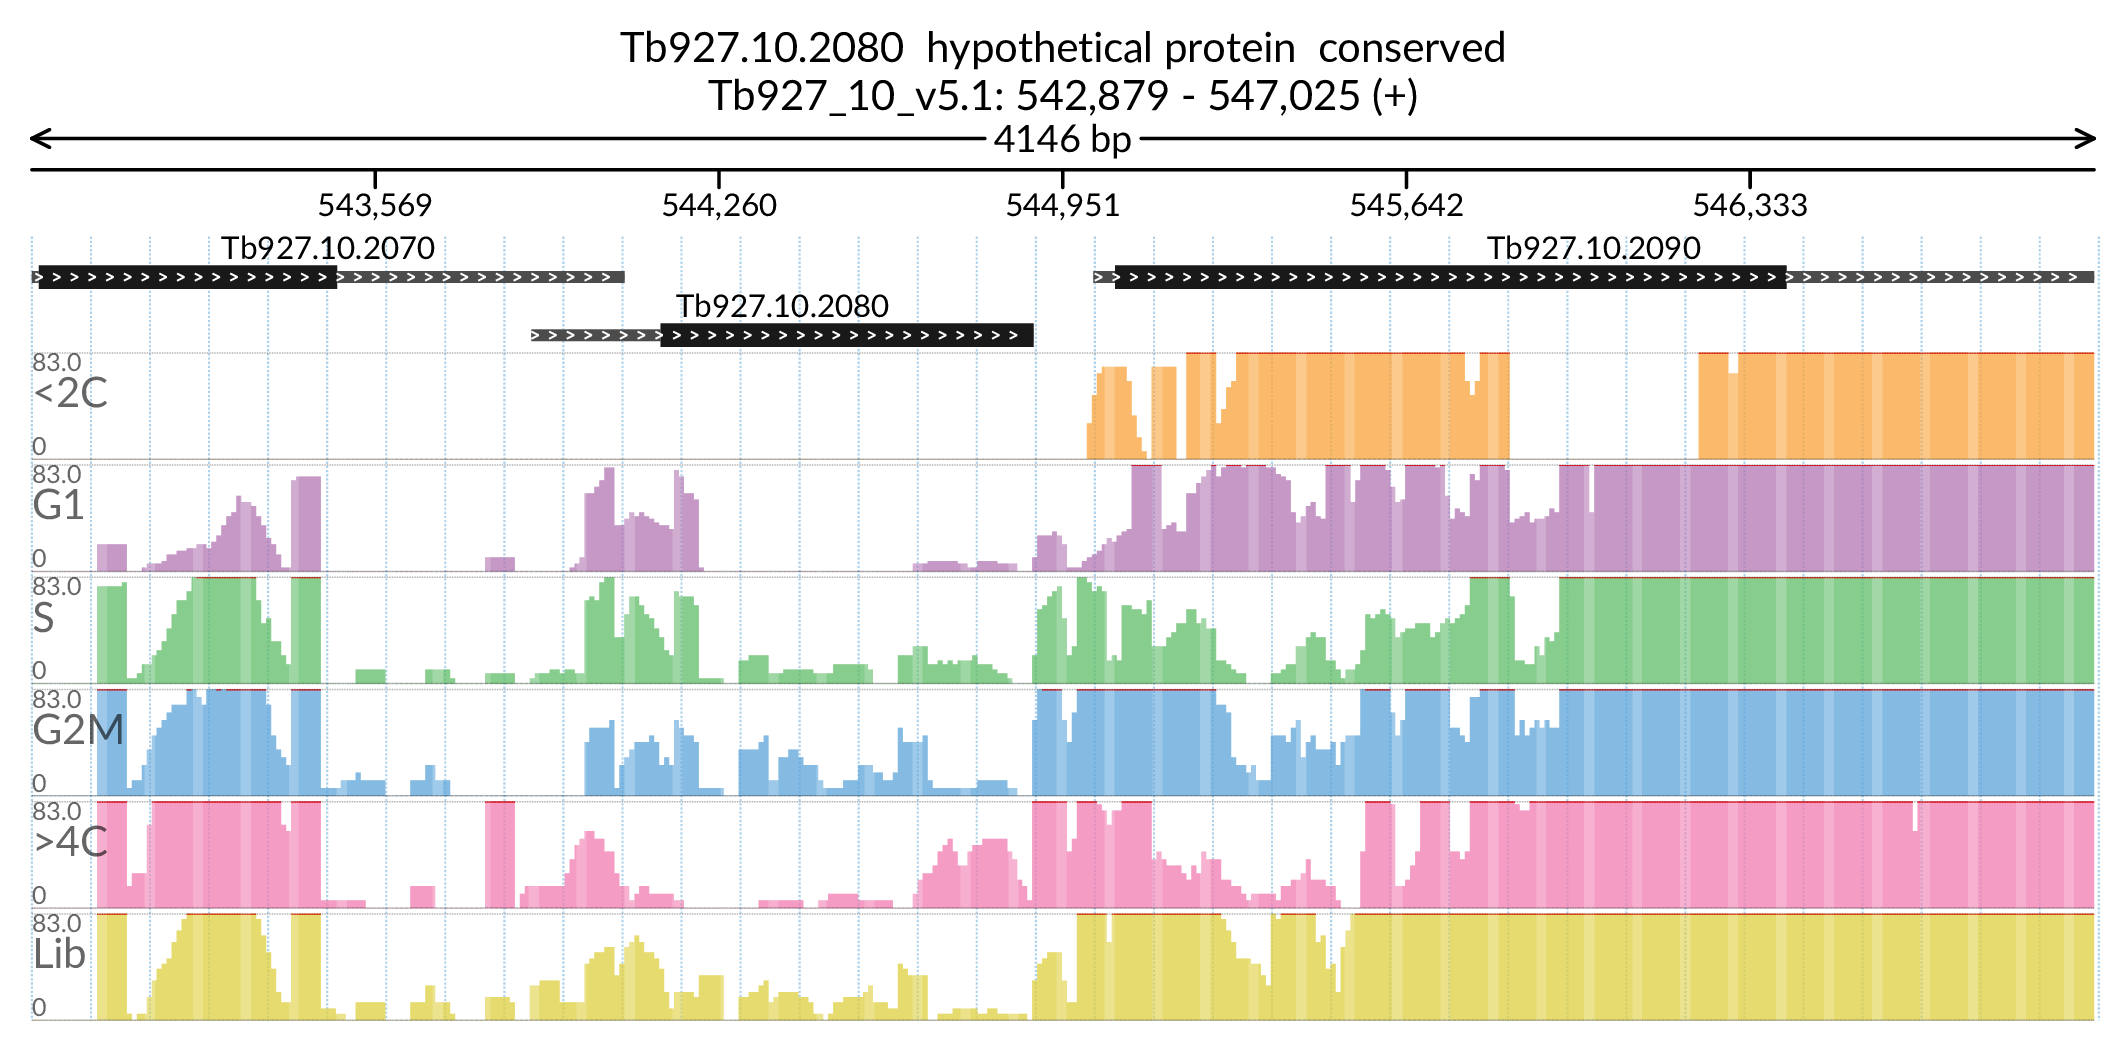 Tb927.10.2080  hypothetical protein  conserved
Tb927_10_v5.1: 542,879 - 547,025 (+)
4146 bp
543,569 544,260 544,951 545,642 546,333
Tb927.10.2070 Tb927.10.2090
Tb927.10.2080
83.0
<2C
0
83.0
G1
0
83.0
S
0
83.0
G2M
0
83.0
>4C
0
83.0
Lib
0